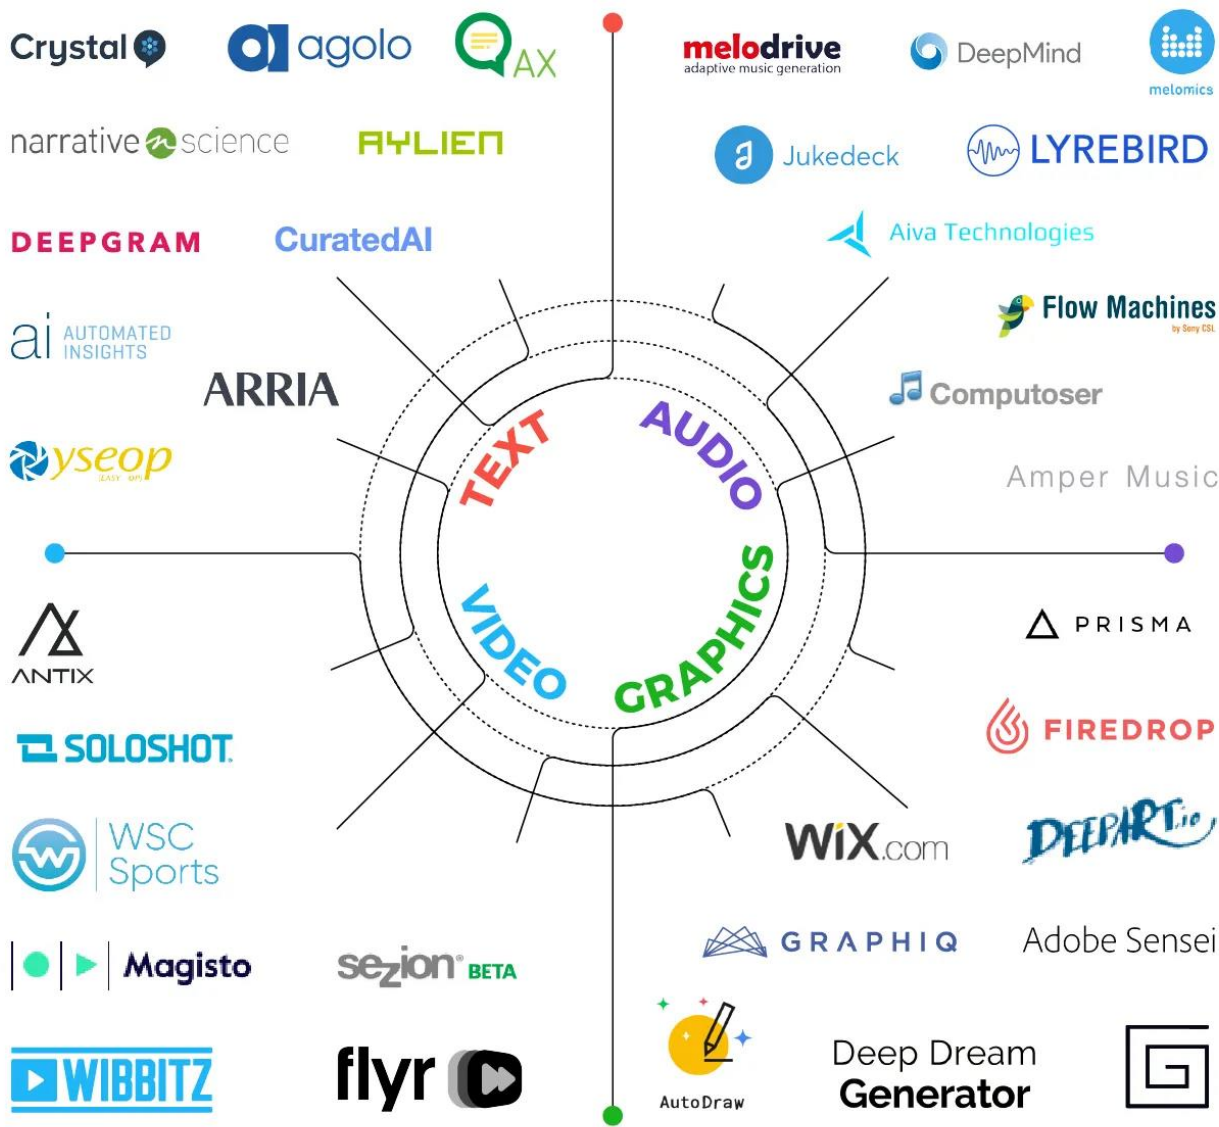 Crystal
agolo
AX
narrative science
AYLIEN
DEEPGRAM
CuratedAI
ai AUTOMATED
INSIGHTS
ARRIA
yseop
(EASY OP)
melodrive
adaptive music generation
DeepMind
melomics
Jukedeck
LYREBIRD
Aiva Technologies
Flow Machines
by Sony CSL
Computoser
Amper Music
TEXT
AUDIO
VIDEO
GRAPHICS
ANTIX
SOLOSHOT
WSC
Sports
Magisto
sezion® BETA
WIBBITZ
flyr
PRISMA
FIREDROP
WiX.com
DEEPART.io
GRAPHIQ
Adobe Sensei
AutoDraw
Deep Dream
Generator